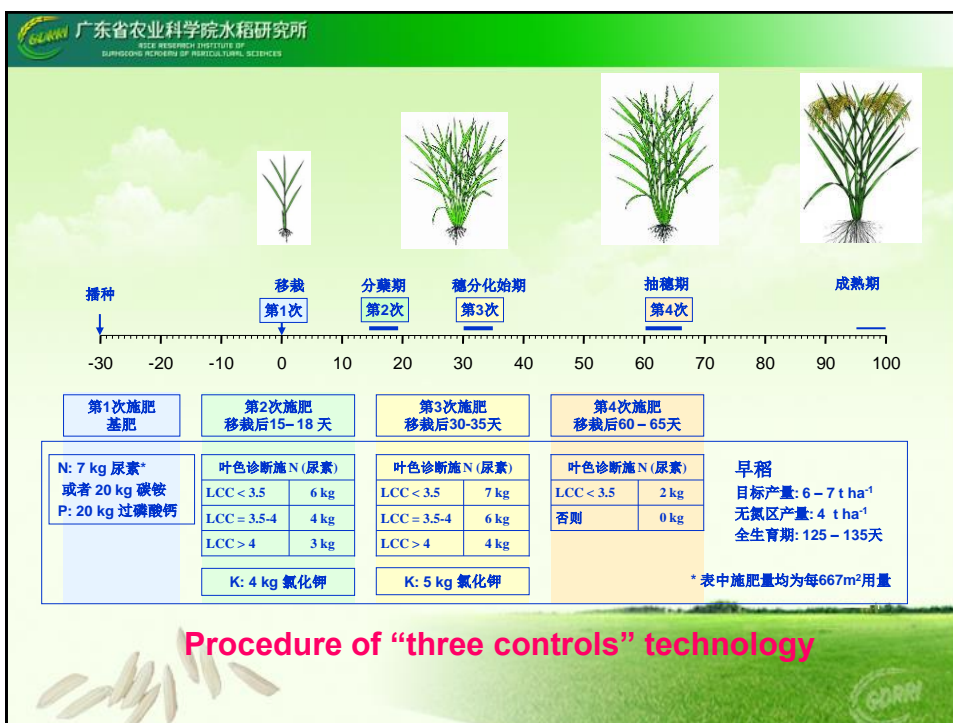 GDRRI 广东省农业科学院水稻研究所
RICE RESEARCH INSTITUTE OF
GUANGDONG ACADEMY OF AGRICULTURAL SCIENCES
播种 移栽 分蘖期 穗分化始期 抽穗期 成熟期
第1次 第2次 第3次 第4次
-30 -20 -10 0 10 20 30 40 50 60 70 80 90 100
第1次施肥
基肥
第2次施肥
移栽后15– 18 天
第3次施肥
移栽后30-35天
第4次施肥
移栽后60 – 65天
N: 7 kg 尿素*
或者 20 kg 碳铵
P: 20 kg 过磷酸钙
叶色诊断施 N (尿素)
LCC < 3.5 6 kg
LCC = 3.5-4 4 kg
LCC > 4 3 kg
K: 4 kg 氯化钾
叶色诊断施 N (尿素)
LCC < 3.5 7 kg
LCC = 3.5-4 6 kg
LCC > 4 4 kg
K: 5 kg 氯化钾
叶色诊断施 N (尿素)
LCC < 3.5 2 kg
否则 0 kg
早稻
目标产量: 6 – 7 t ha⁻¹
无氮区产量: 4 t ha⁻¹
全生育期: 125 – 135天
* 表中施肥量均为每667m²用量
Procedure of “three controls” technology
GDRRI